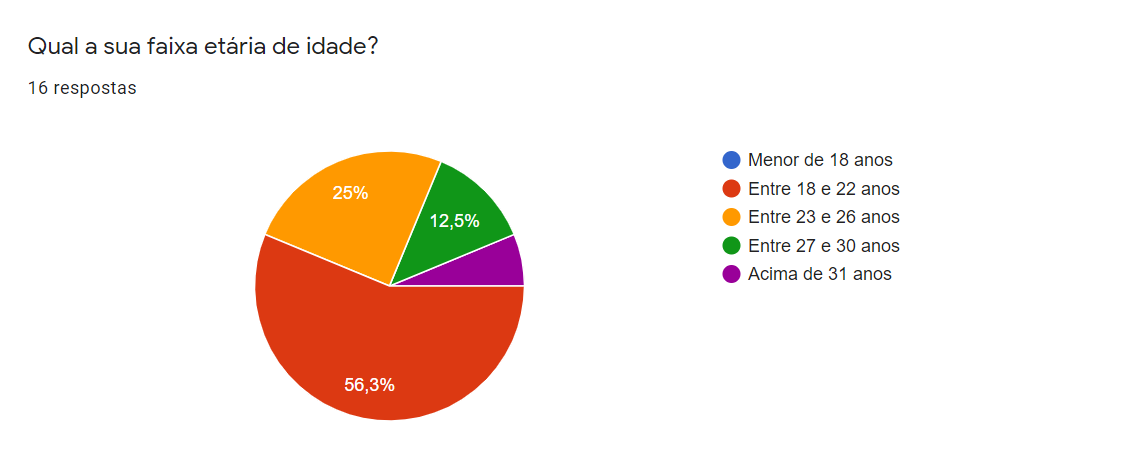 Qual a sua faixa etária de idade?
16 respostas
25%
12,5%
56,3%
Menor de 18 anos
Entre 18 e 22 anos
Entre 23 e 26 anos
Entre 27 e 30 anos
Acima de 31 anos